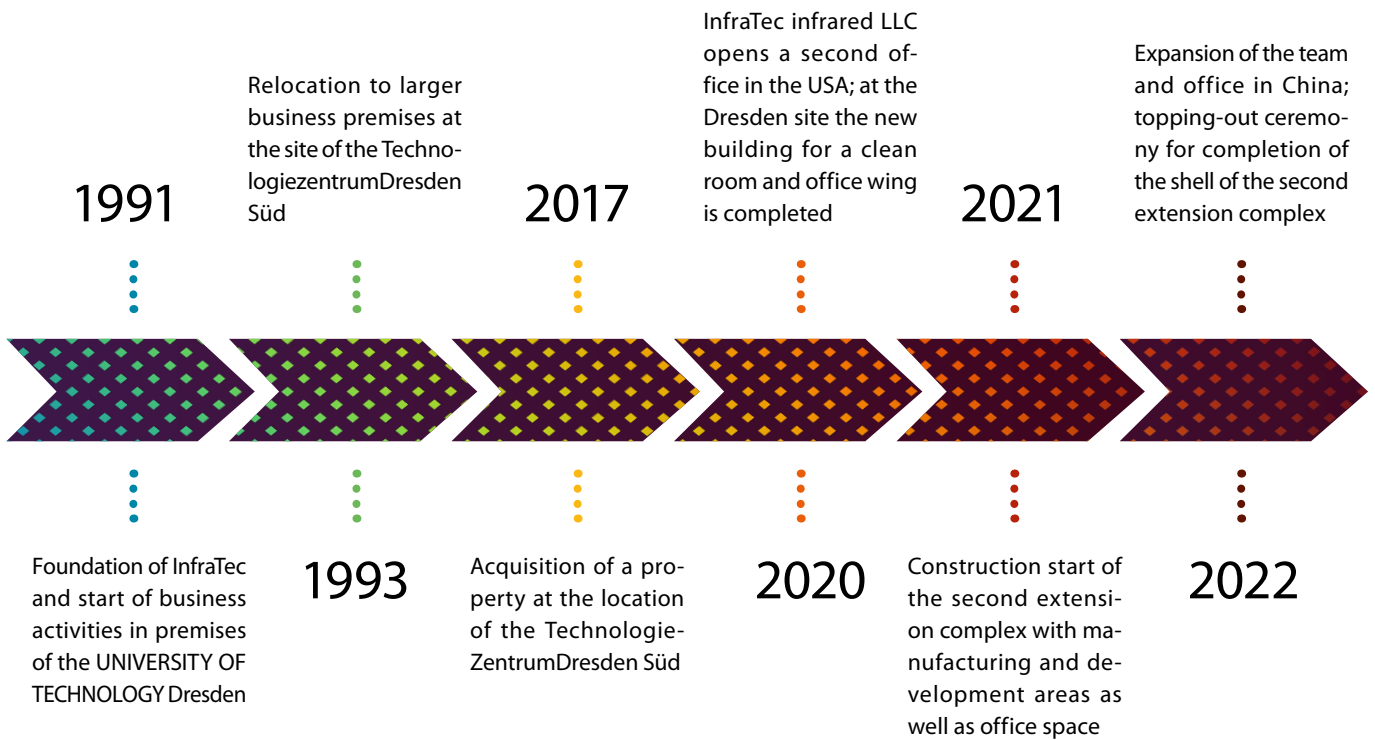 1991
Foundation of InfraTec
and start of business
activities in premises
of the UNIVERSITY OF
TECHNOLOGY Dresden
Relocation to larger
business premises at
the site of the Techno-
logiezentrumDresden
Süd
1993
2017
Acquisition of a pro-
perty at the location
of the Technologie-
ZentrumDresden Süd
InfraTec infrared LLC
opens a second of-
fice in the USA; at the
Dresden site the new
building for a clean
room and office wing
is completed
2020
2021
Construction start of
the second extensi-
on complex with ma-
nufacturing and de-
velopment areas as
well as office space
Expansion of the team
and office in China;
topping-out ceremo-
ny for completion of
the shell of the second
extension complex
2022